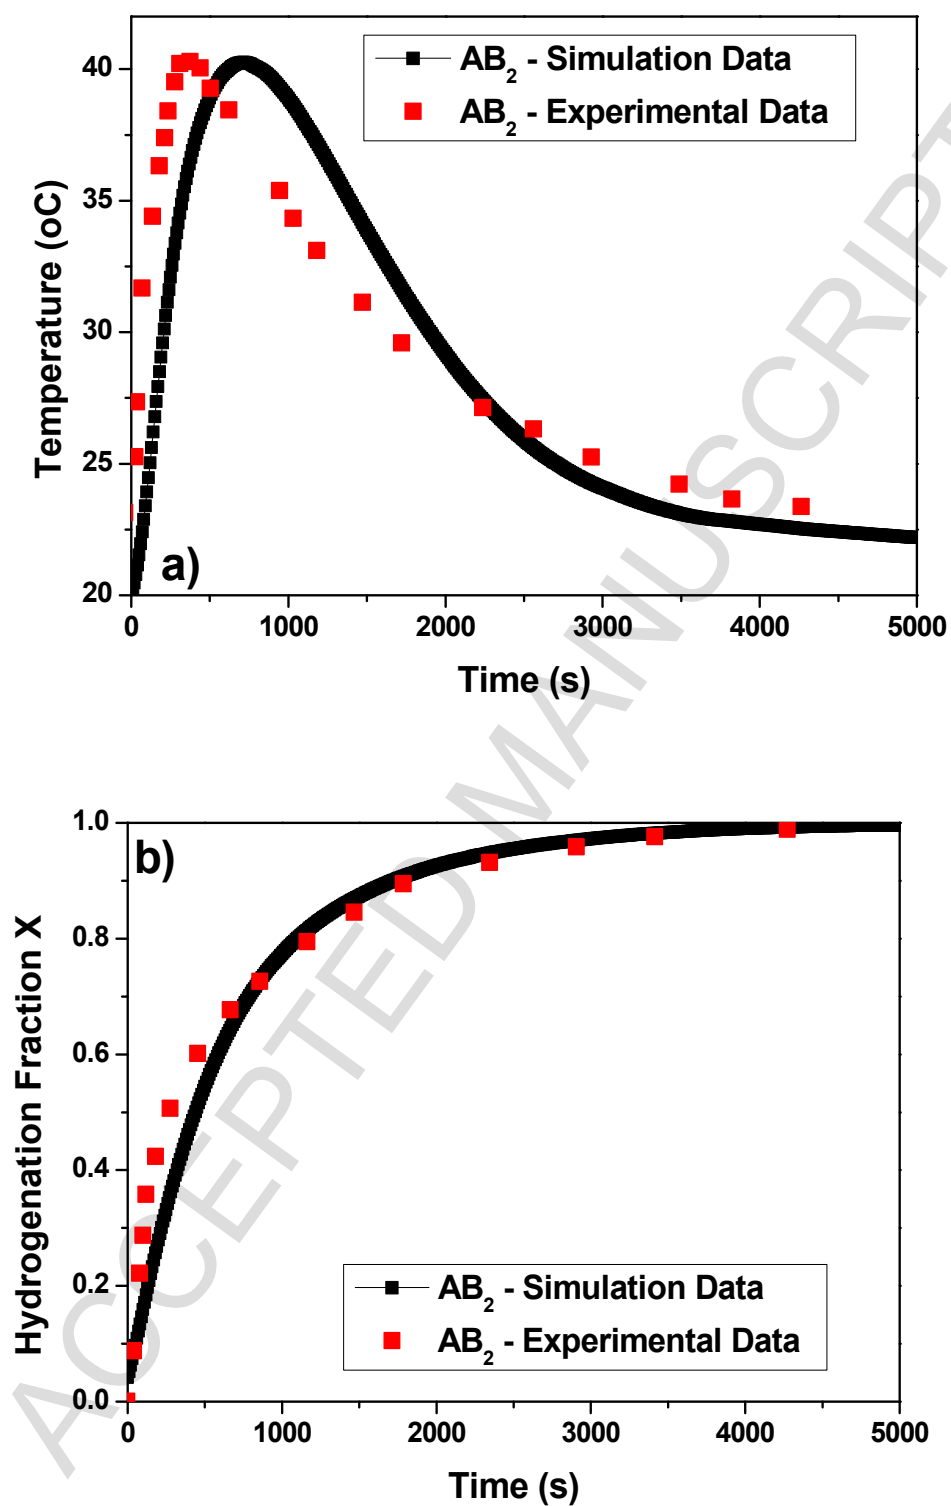 AB2 - Simulation Data
AB2 - Experimental Data
Temperature (oC)
40
35
30
25
20
a)
0 1000 2000 3000 4000 5000
Time (s)
ACCEPTED MANUSCRIPT
b)
Hydrogenation Fraction X
1.0
0.8
0.6
0.4
0.2
0.0
AB2 - Simulation Data
AB2 - Experimental Data
0 1000 2000 3000 4000 5000
Time (s)